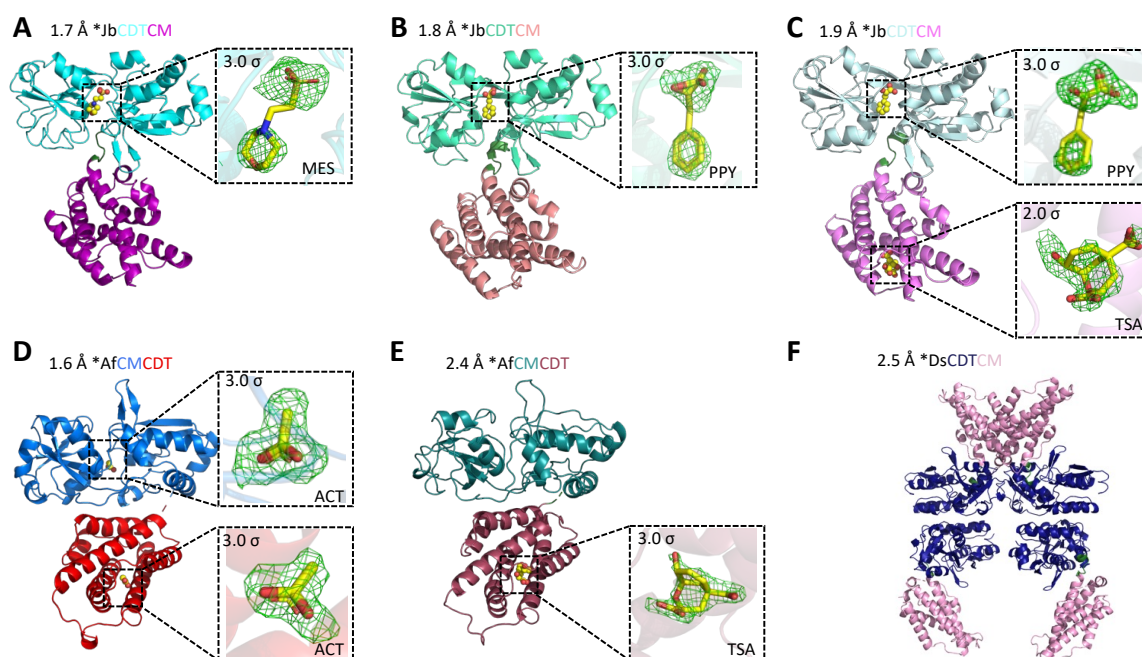 A
1.7 Å *JbCDTCM
3.0 σ
MES
B
1.8 Å *JbCDTCM
3.0 σ
PPY
C
1.9 Å *JbCDTCM
3.0 σ
PPY
2.0 σ
TSA
D
1.6 Å *AfCMCDT
3.0 σ
ACT
3.0 σ
ACT
E
2.4 Å *AfCMCDT
3.0 σ
TSA
F
2.5 Å *DsCDTCM